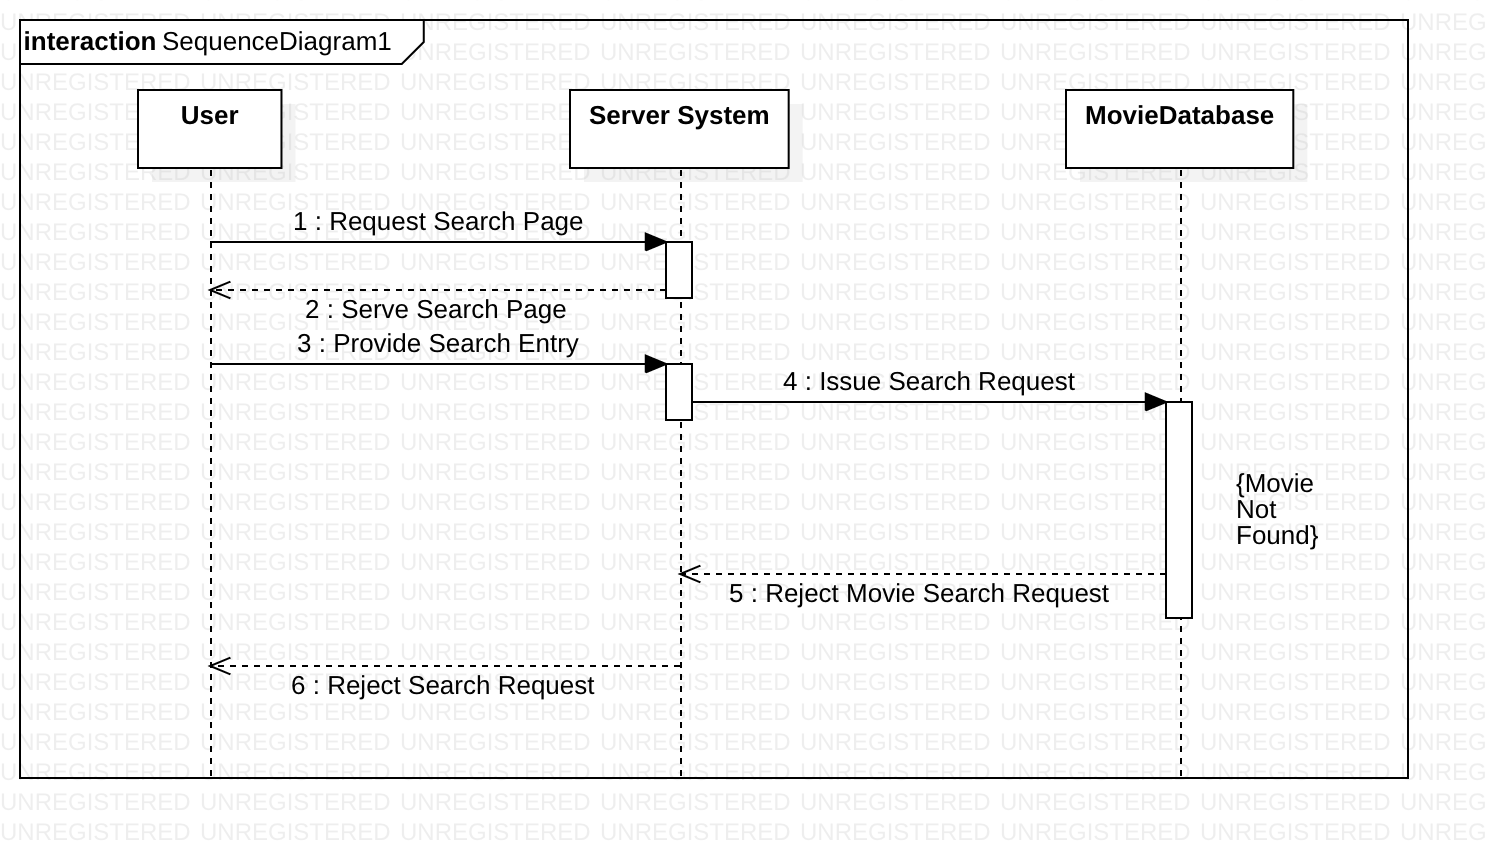 interaction SequenceDiagram1
User
Server System
MovieDatabase
1 : Request Search Page
2 : Serve Search Page
3 : Provide Search Entry
4 : Issue Search Request
{Movie
Not
Found}
5 : Reject Movie Search Request
6 : Reject Search Request
UNREGISTERED